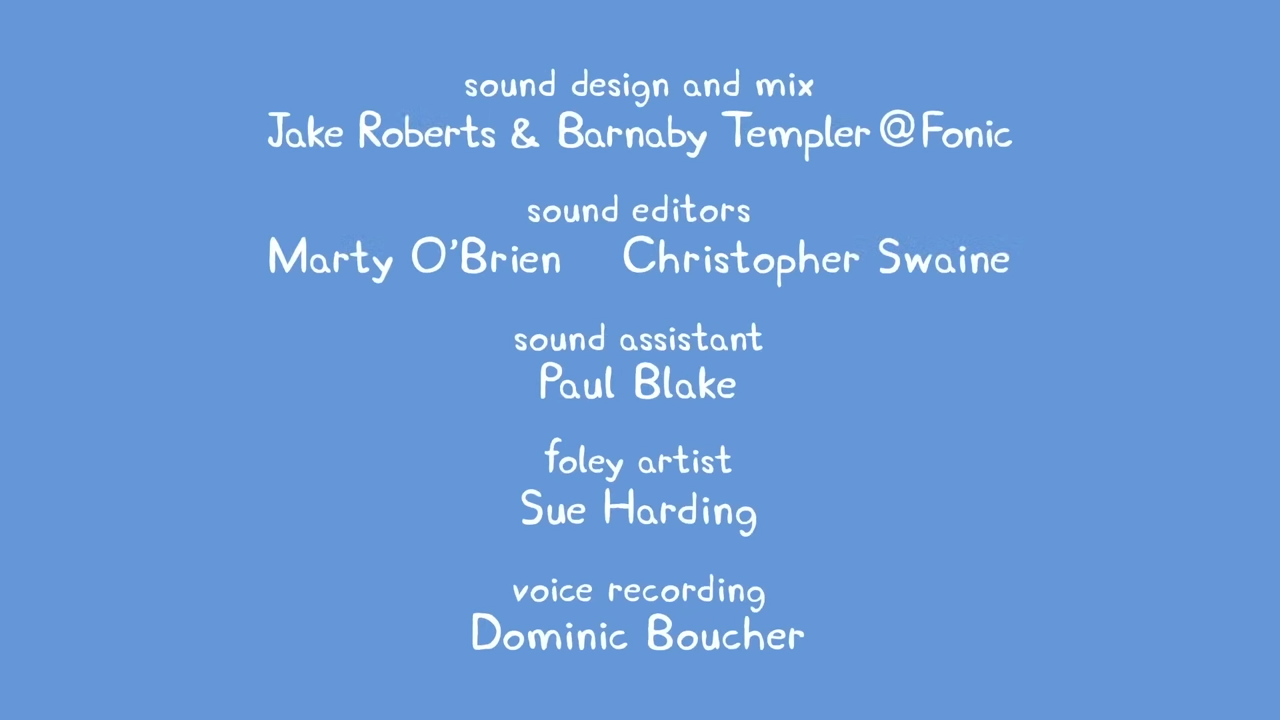 sound design and mix
Jake Roberts & Barnaby Templer @ Fonic
sound editors
Marty O'Brien Christopher Swaine
sound assistant
Paul Blake
foley artist
Sue Harding
voice recording
Dominic Boucher